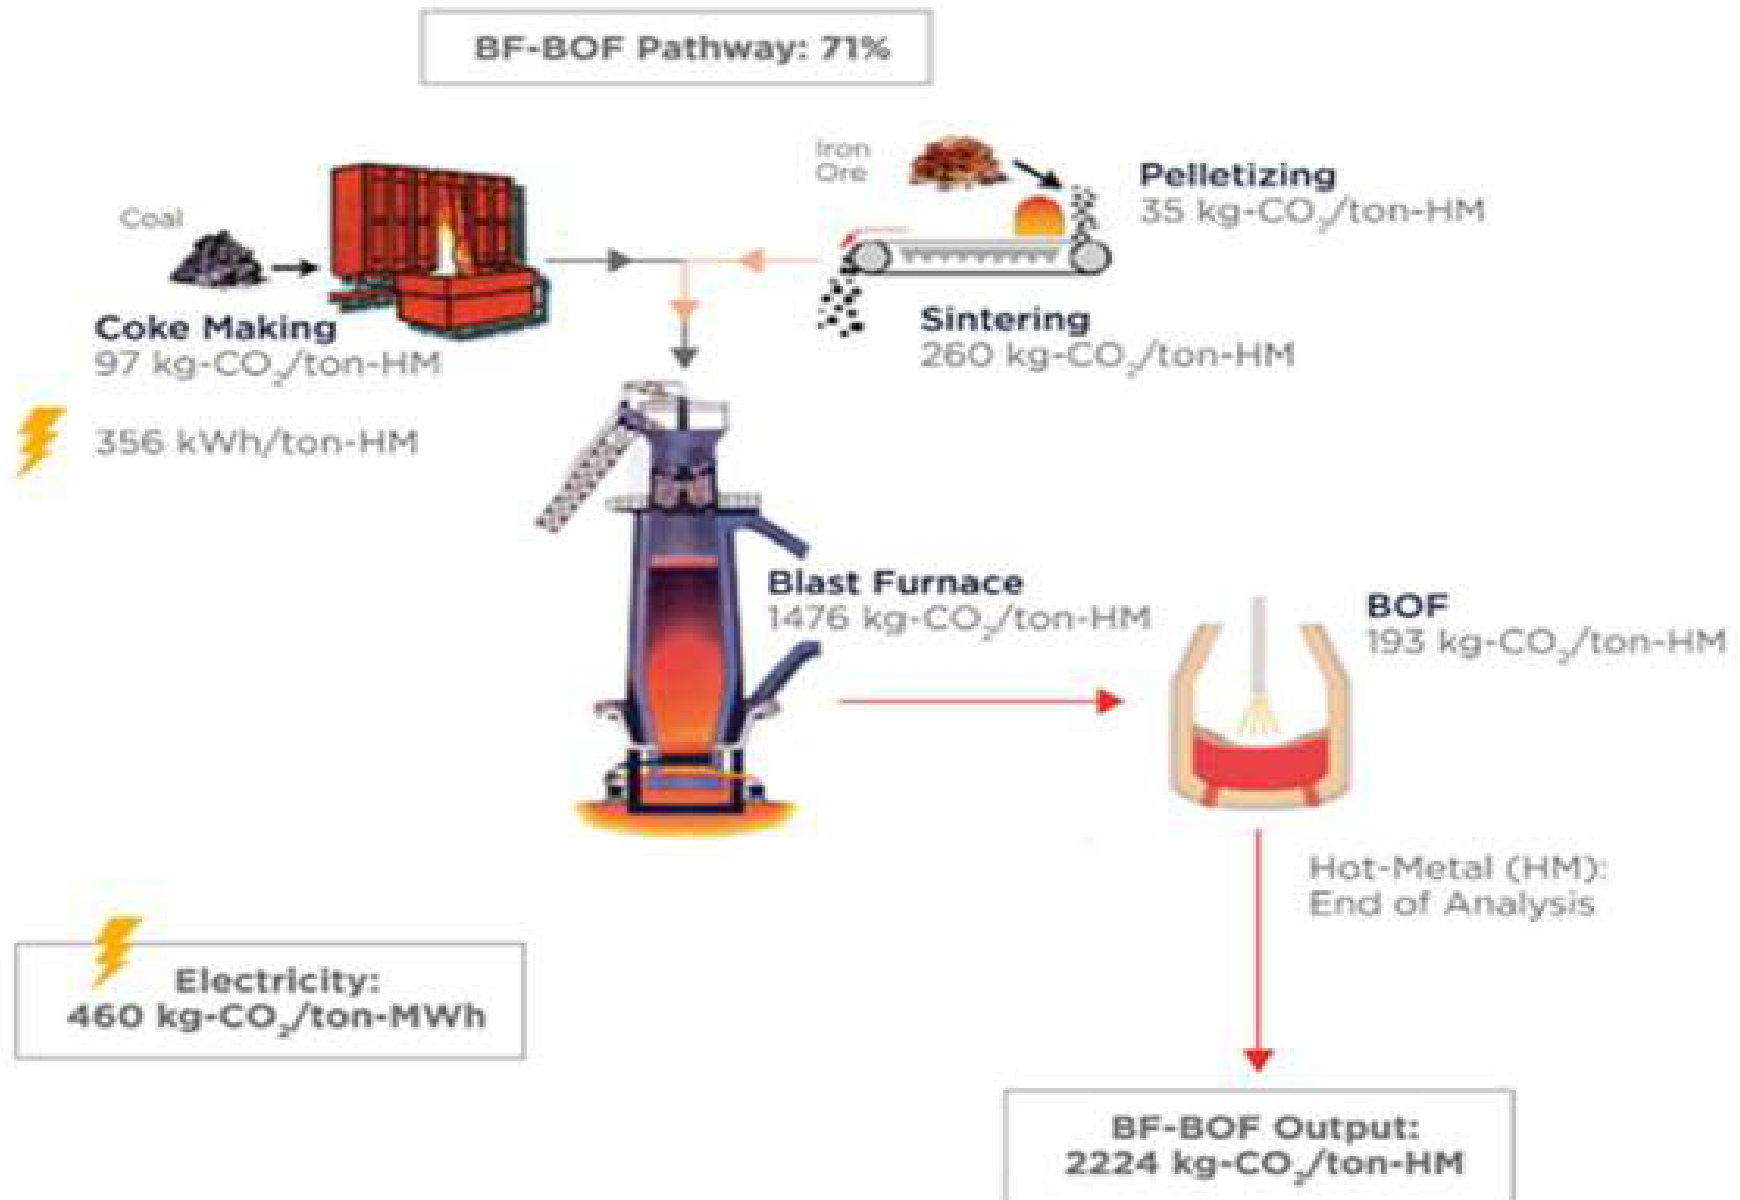 BF-BOF Pathway: 71%
Iron
Ore
Pelletizing
35 kg-CO₂/ton-HM
Coal
Coke Making
97 kg-CO₂/ton-HM
Sintering
260 kg-CO₂/ton-HM
356 kWh/ton-HM
Blast Furnace
1476 kg-CO₂/ton-HM
BOF
193 kg-CO₂/ton-HM
Hot-Metal (HM):
End of Analysis
Electricity:
460 kg-CO₂/ton-MWh
BF-BOF Output:
2224 kg-CO₂/ton-HM